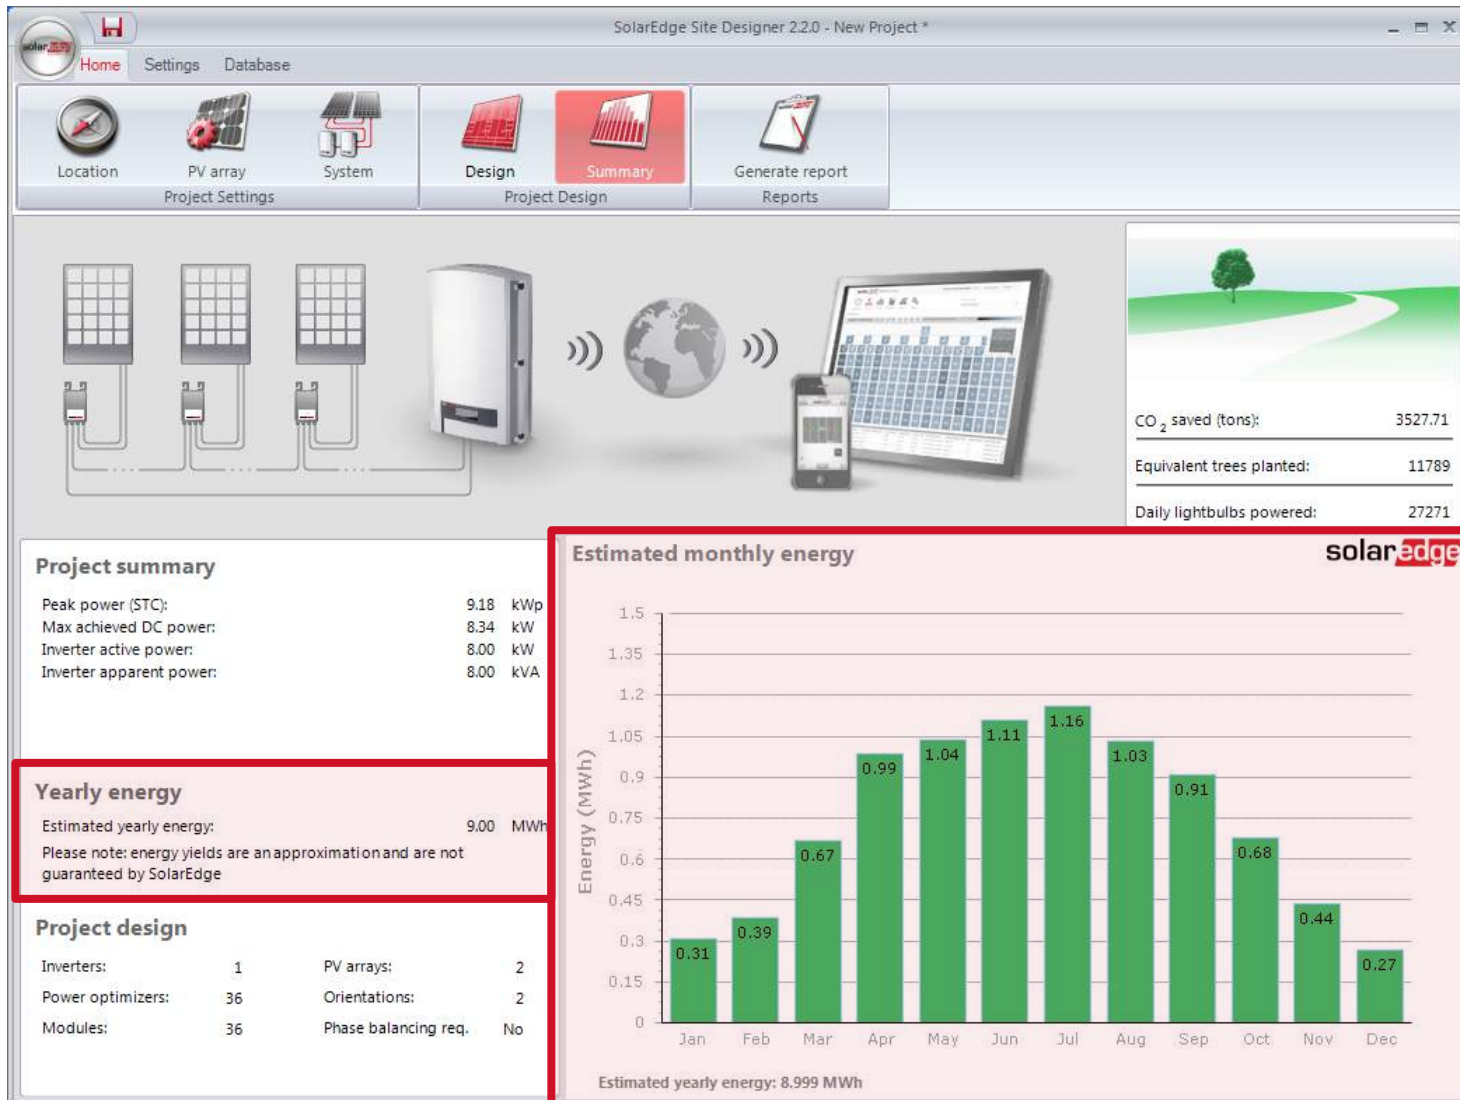 SolarEdge Site Designer 2.2.0 - New Project *
solaredge
Home Settings Database
Location PV array System Design Summary Generate report
Project Settings Project Design Reports
CO2 saved (tons): 3527.71
Equivalent trees planted: 11789
Daily lightbulbs powered: 27271
Project summary
Peak power (STC): 9.18 kWp
Max achieved DC power: 8.34 kW
Inverter active power: 8.00 kW
Inverter apparent power: 8.00 kVA
Yearly energy
Estimated yearly energy: 9.00 MWh
Please note: energy yields are an approximation and are not
guaranteed by SolarEdge
Project design
Inverters: 1 PV arrays: 2
Power optimizers: 36 Orientations: 2
Modules: 36 Phase balancing req. No
Estimated monthly energy
solaredge
Energy (MWh)
1.5
1.35
1.2
1.05
0.9
0.75
0.6
0.45
0.3
0.15
0
0.31 0.39 0.67 0.99 1.04 1.11 1.16 1.03 0.91 0.68 0.44 0.27
Jan Feb Mar Apr May Jun Jul Aug Sep Oct Nov Dec
Estimated yearly energy: 8.999 MWh